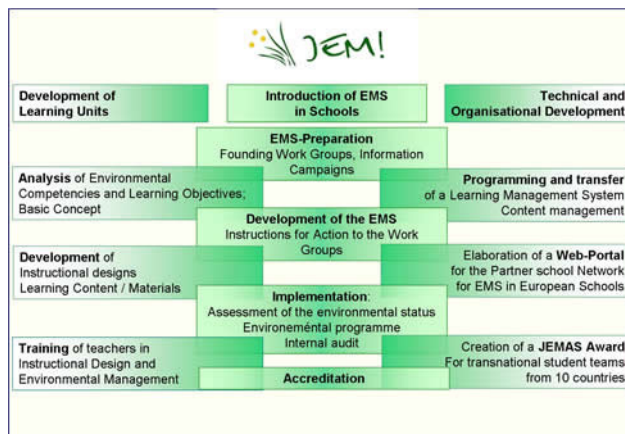 JEM!
Development of
Learning Units
Introduction of EMS
in Schools
Technical and
Organisational Development
EMS-Preparation
Founding Work Groups, Information
Campaigns
Analysis of Environmental
Competencies and Learning Objectives;
Basic Concept
Programming and transfer
of a Learning Management System
Content management
Development of the EMS
Instructions for Action to the Work
Groups
Development of
Instructional designs
Learning Content / Materials
Elaboration of a Web-Portal
for the Partner school Network
for EMS in European Schools
Implementation:
Assessment of the environmental status
Environeméntal programme
Internal audit
Training of teachers in
Instructional Design and
Environmental Management
Creation of a JEMAS Award
For transnational student teams
from 10 countries
Accreditation